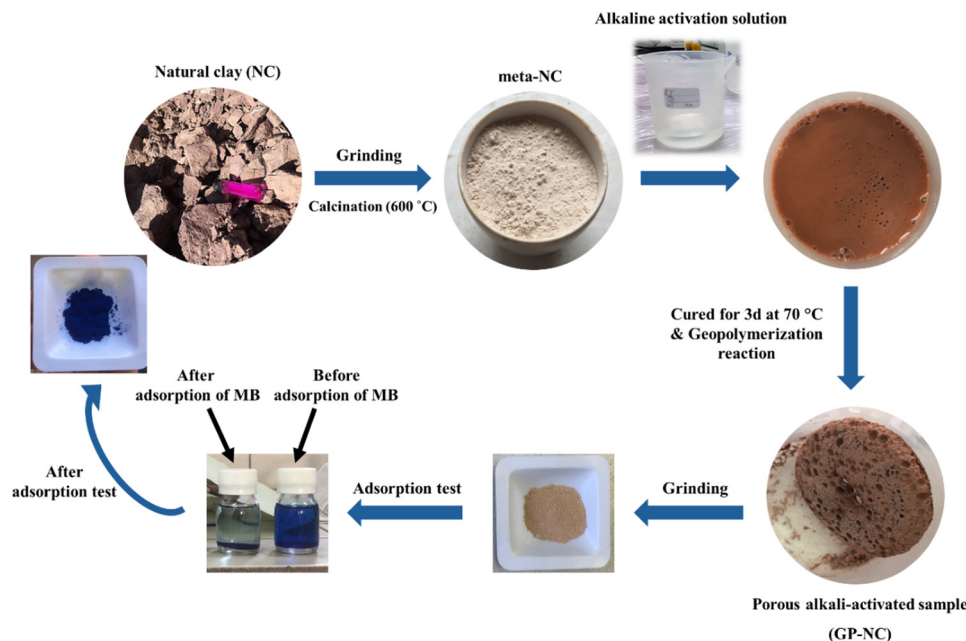 Alkaline activation solution
Natural clay (NC)
meta-NC
Grinding
Calcination (600 ˚C)
Cured for 3d at 70 °C
& Geopolymerization
reaction
After
adsorption of MB
Before
adsorption of MB
After
adsorption test
Adsorption test
Grinding
Porous alkali-activated sample
(GP-NC)